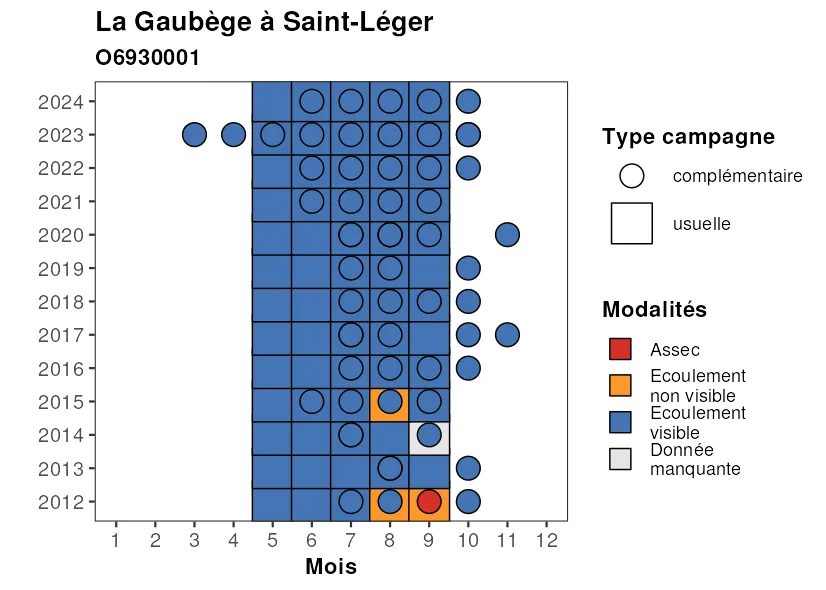 La Gaubège à Saint-Léger
O6930001
2024
2023
2022
2021
2020
2019
2018
2017
2016
2015
2014
2013
2012
1 2 3 4 5 6 7 8 9 10 11 12
Mois
Type campagne
complémentaire
usuelle
Modalités
Assec
Ecoulement
non visible
Ecoulement
visible
Donnée
manquante